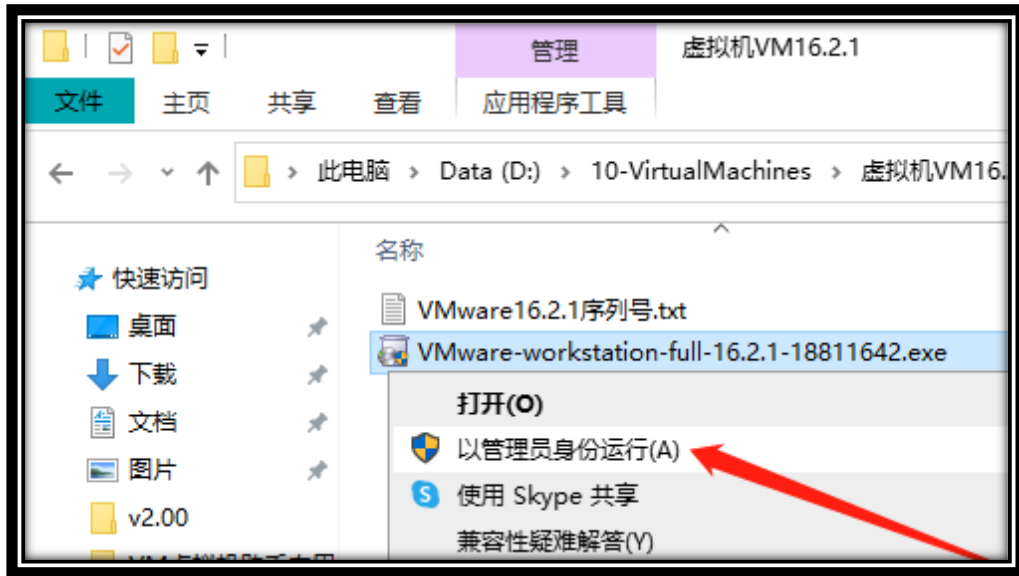 管理 虚拟机VM16.2.1
文件 主页 共享 查看 应用程序工具
此电脑 › Data (D:) › 10-VirtualMachines › 虚拟机VM16.
名称
快速访问
VMware16.2.1序列号.txt
桌面
VMware-workstation-full-16.2.1-18811642.exe
下载
打开(O)
文档
以管理员身份运行(A)
图片
使用 Skype 共享
v2.00
兼容性疑难解答(Y)